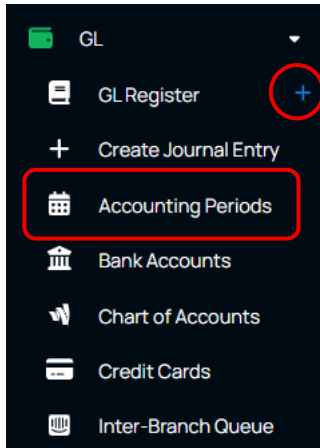 GL
GL Register
Create Journal Entry
Accounting Periods
Bank Accounts
Chart of Accounts
Credit Cards
Inter-Branch Queue